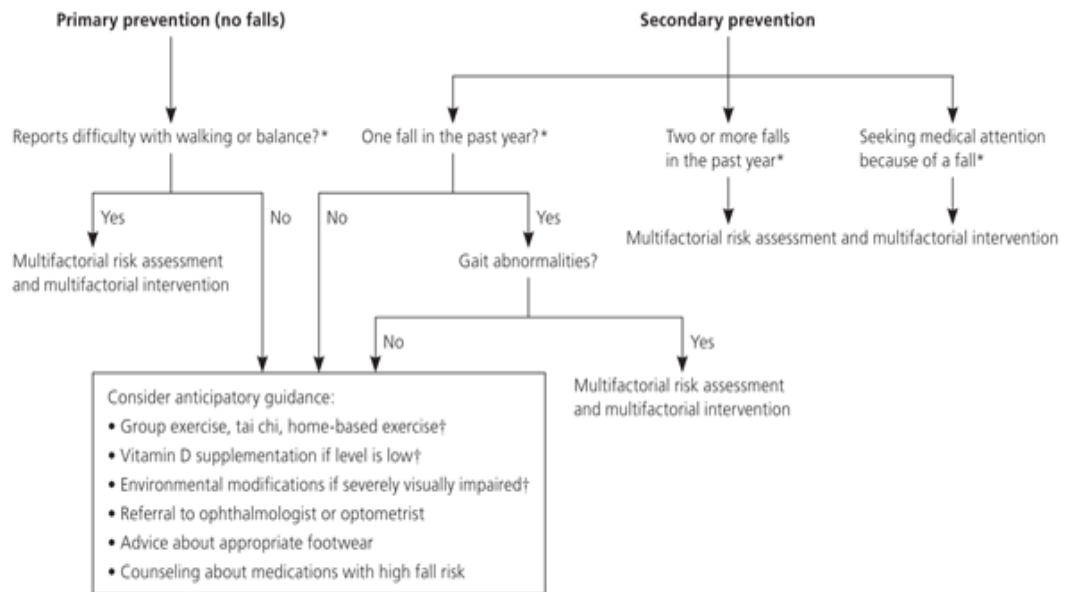 Primary prevention (no falls)
Secondary prevention
Reports difficulty with walking or balance?*
One fall in the past year?*
Two or more falls
in the past year*
Seeking medical attention
because of a fall*
Yes
No
No
Yes
Multifactorial risk assessment
and multifactorial intervention
Gait abnormalities?
Multifactorial risk assessment and multifactorial intervention
No
Yes
Multifactorial risk assessment
and multifactorial intervention
Consider anticipatory guidance:
• Group exercise, tai chi, home-based exercise†
• Vitamin D supplementation if level is low†
• Environmental modifications if severely visually impaired†
• Referral to ophthalmologist or optometrist
• Advice about appropriate footwear
• Counseling about medications with high fall risk